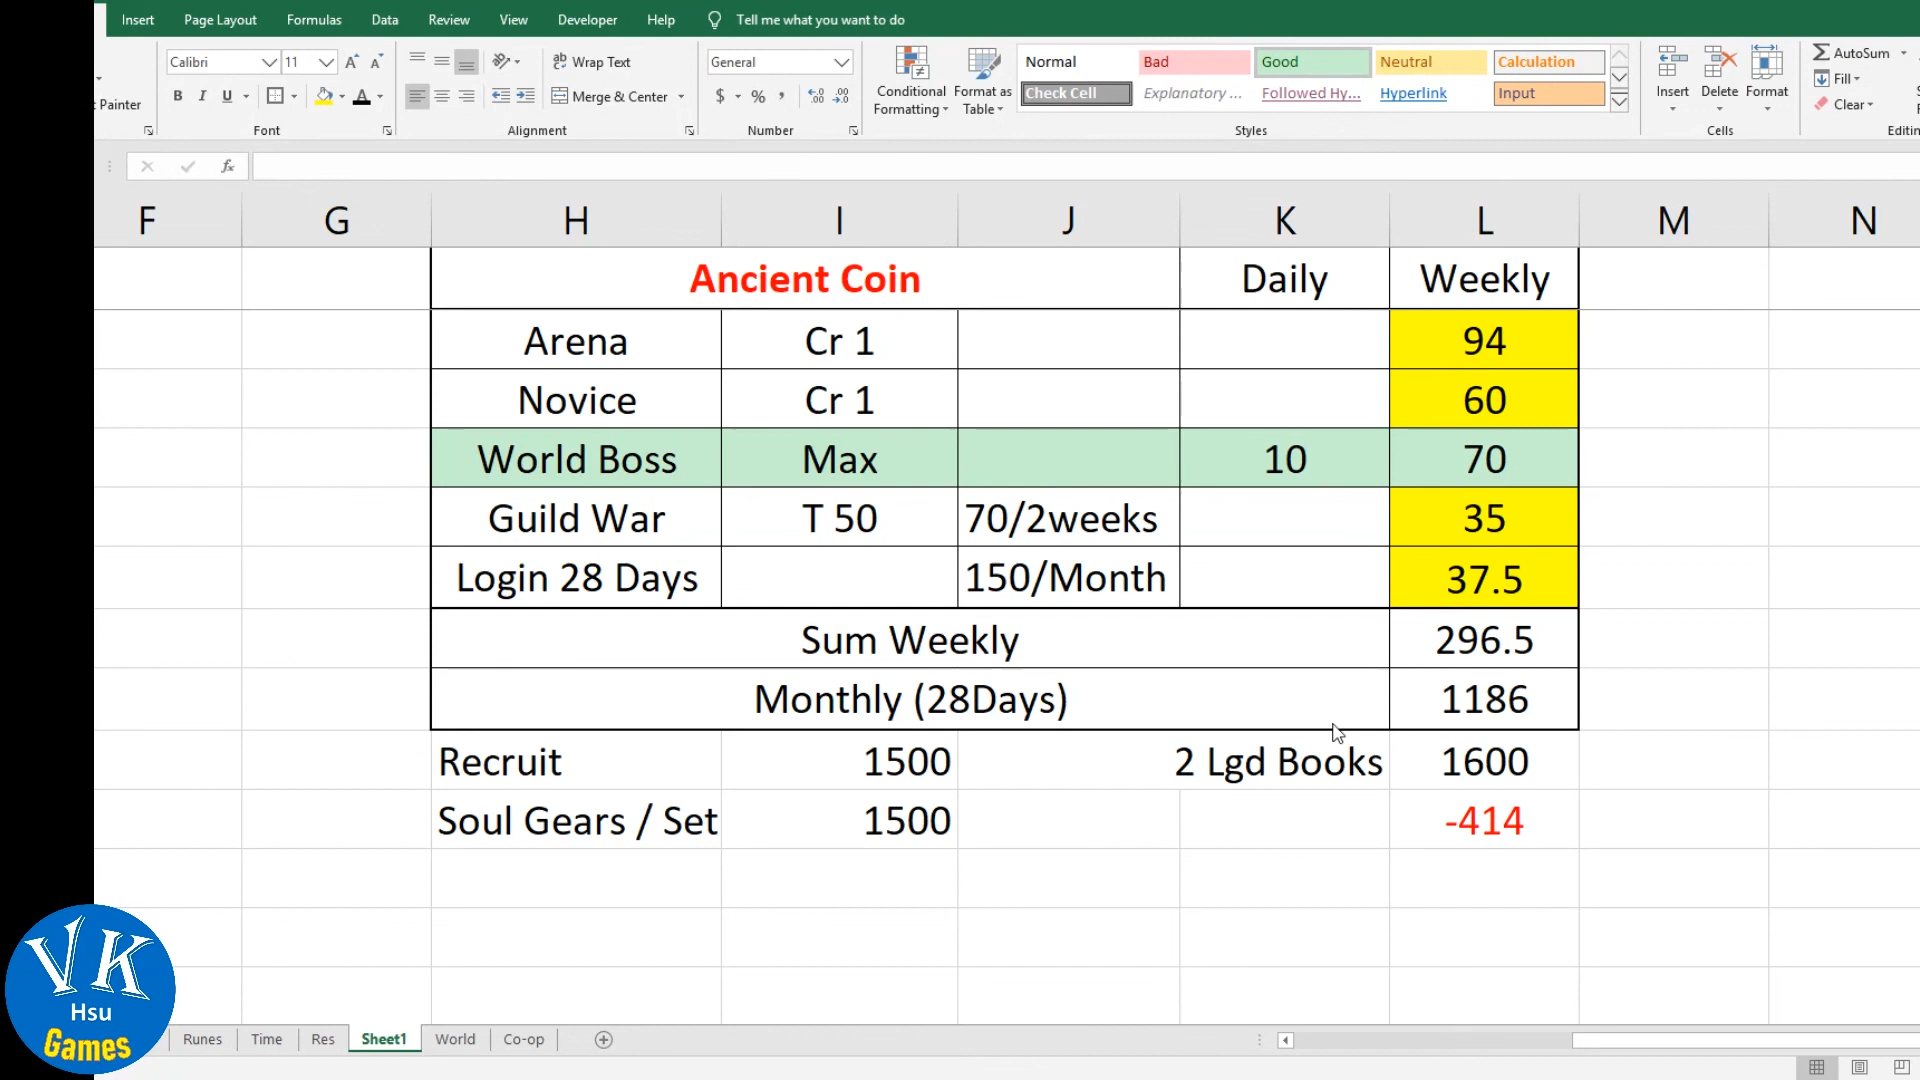 Insert Page Layout Formulas Data Review View Developer Help Tell me what you want to do
Calibri 11 A A Wrap Text General Normal Bad Good Neutral Calculation AutoSum
Painter B I U A Merge & Center $ % , Conditional Formatting Format as Table Check Cell Explanatory ... Followed Hy... Hyperlink Input Insert Delete Format Fill Clear
Font Alignment Number Styles Cells Editin
fx
F G H I J K L M N
Ancient Coin Daily Weekly
Arena Cr 1 94
Novice Cr 1 60
World Boss Max 10 70
Guild War T 50 70/2weeks 35
Login 28 Days 150/Month 37.5
Sum Weekly 296.5
Monthly (28Days) 1186
Recruit 1500 2 Lgd Books 1600
Soul Gears / Set 1500 -414
VK
Hsu
Games
Runes Time Res Sheet1 World Co-op